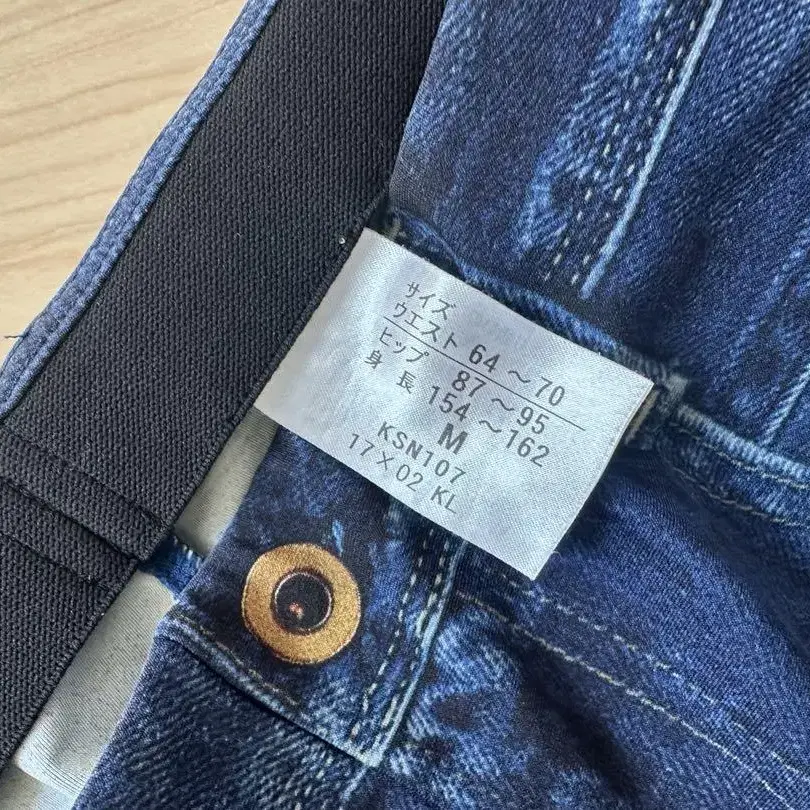 サイズ
ウエスト 64～70
ヒップ 87～95
身長 154～162
M
KSN107
17×02 KL